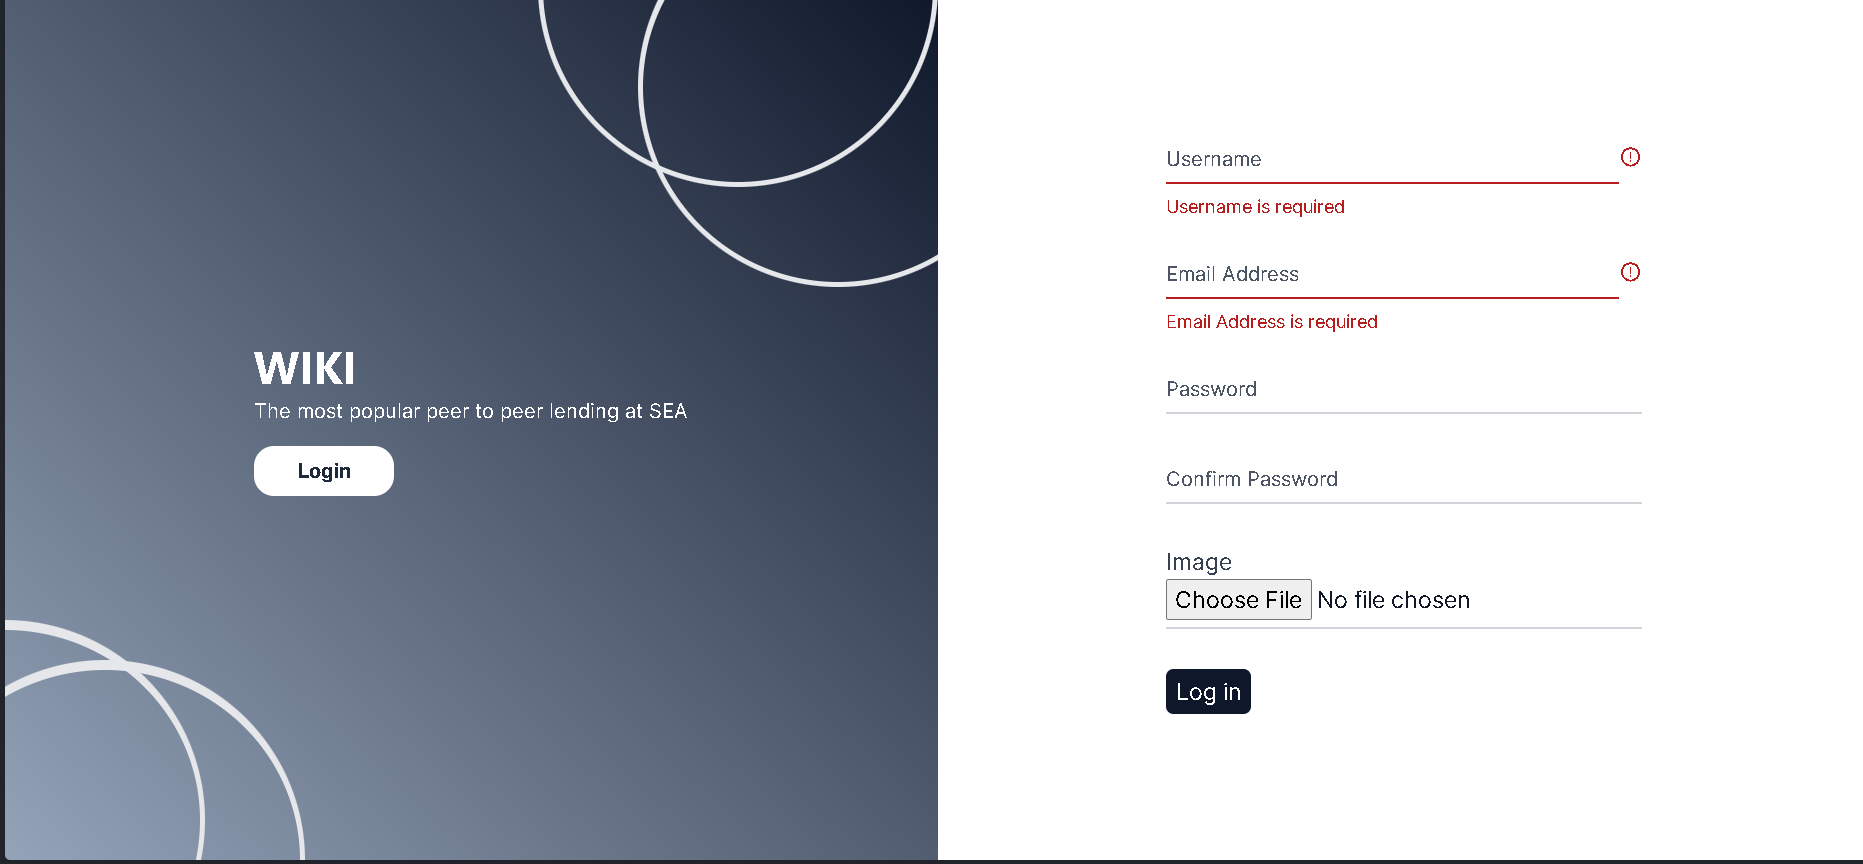 WIKI
The most popular peer to peer lending at SEA
Login
Username
Username is required
Email Address
Email Address is required
Password
Confirm Password
Image
Choose File No file chosen
Log in